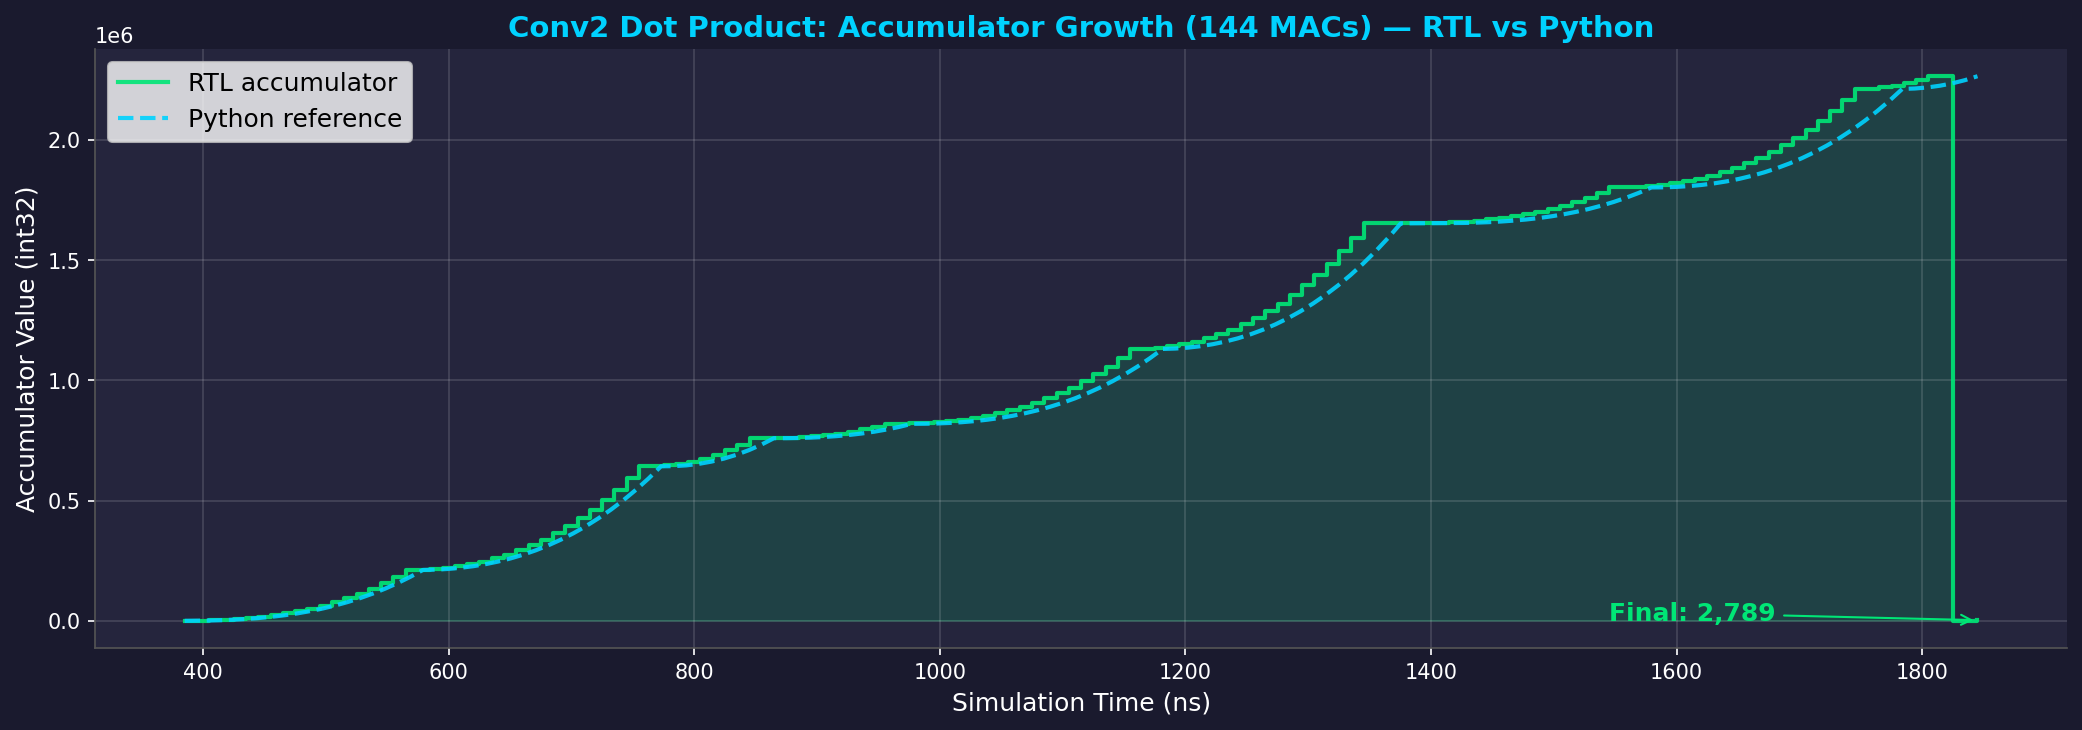 Conv2 Dot Product: Accumulator Growth (144 MACs) — RTL vs Python
1e6
RTL accumulator
Python reference
Accumulator Value (int32)
2.0
1.5
1.0
0.5
0.0
Final: 2,789
400 600 800 1000 1200 1400 1600 1800
Simulation Time (ns)